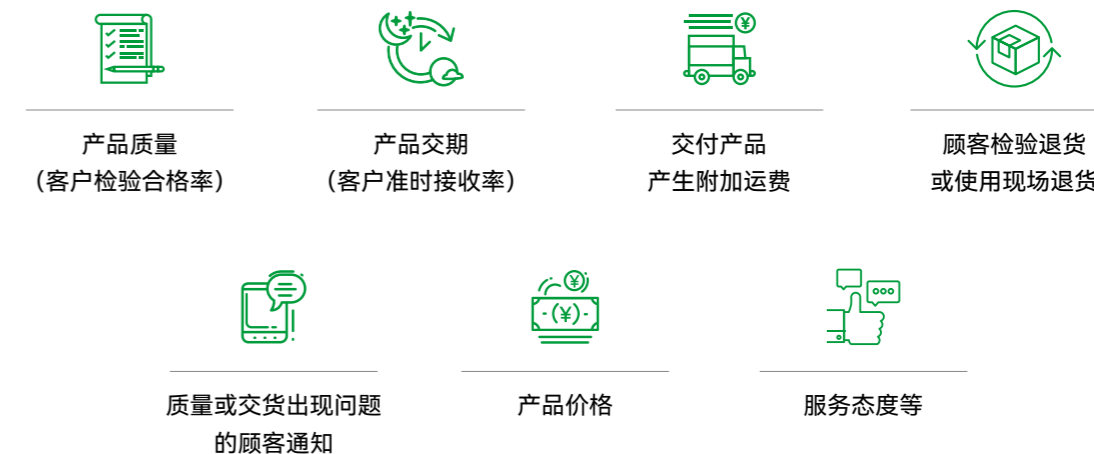 产品质量
（客户检验合格率）
产品交期
（客户准时接收率）
交付产品
产生附加运费
顾客检验退货
或使用现场退货
质量或交货出现问题
的顾客通知
产品价格
服务态度等